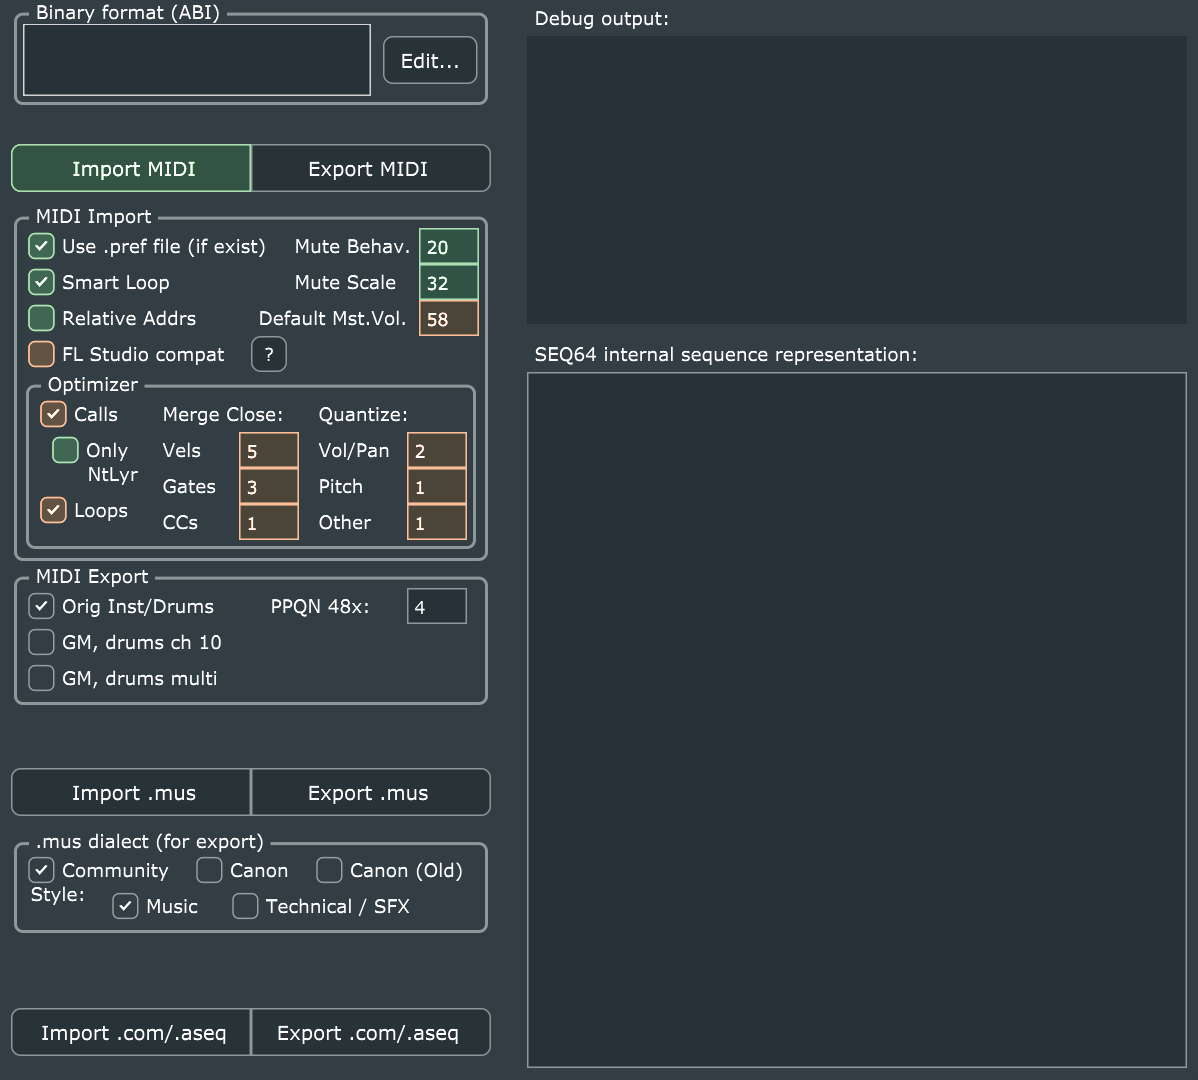 Binary format (ABI)
Edit...
Import MIDI
Export MIDI
MIDI Import
Use .pref file (if exist)
Mute Behav.
20
Smart Loop
Mute Scale
32
Relative Addrs
Default Mst.Vol.
58
FL Studio compat
?
Optimizer
Calls
Merge Close:
Quantize:
Only
NtLyr
Vels
5
Vol/Pan
2
Gates
3
Pitch
1
Loops
CCs
1
Other
1
MIDI Export
Orig Inst/Drums
PPQN 48x:
4
GM, drums ch 10
GM, drums multi
Import .mus
Export .mus
.mus dialect (for export)
Community
Canon
Canon (Old)
Style:
Music
Technical / SFX
Import .com/.aseq
Export .com/.aseq
Debug output:
SEQ64 internal sequence representation: